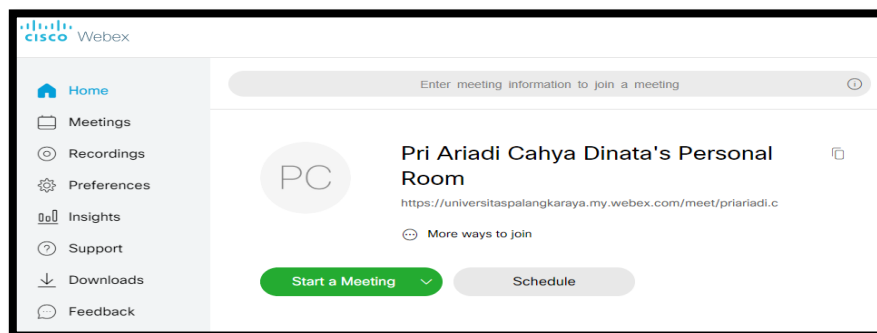 CISCO Webex
Home
Meetings
Recordings
Preferences
Insights
Support
Downloads
Feedback
Enter meeting information to join a meeting
PC
Pri Ariadi Cahya Dinata's Personal
Room
https://universitaspalangkaraya.my.webex.com/meet/priariadi.c
More ways to join
Start a Meeting
Schedule